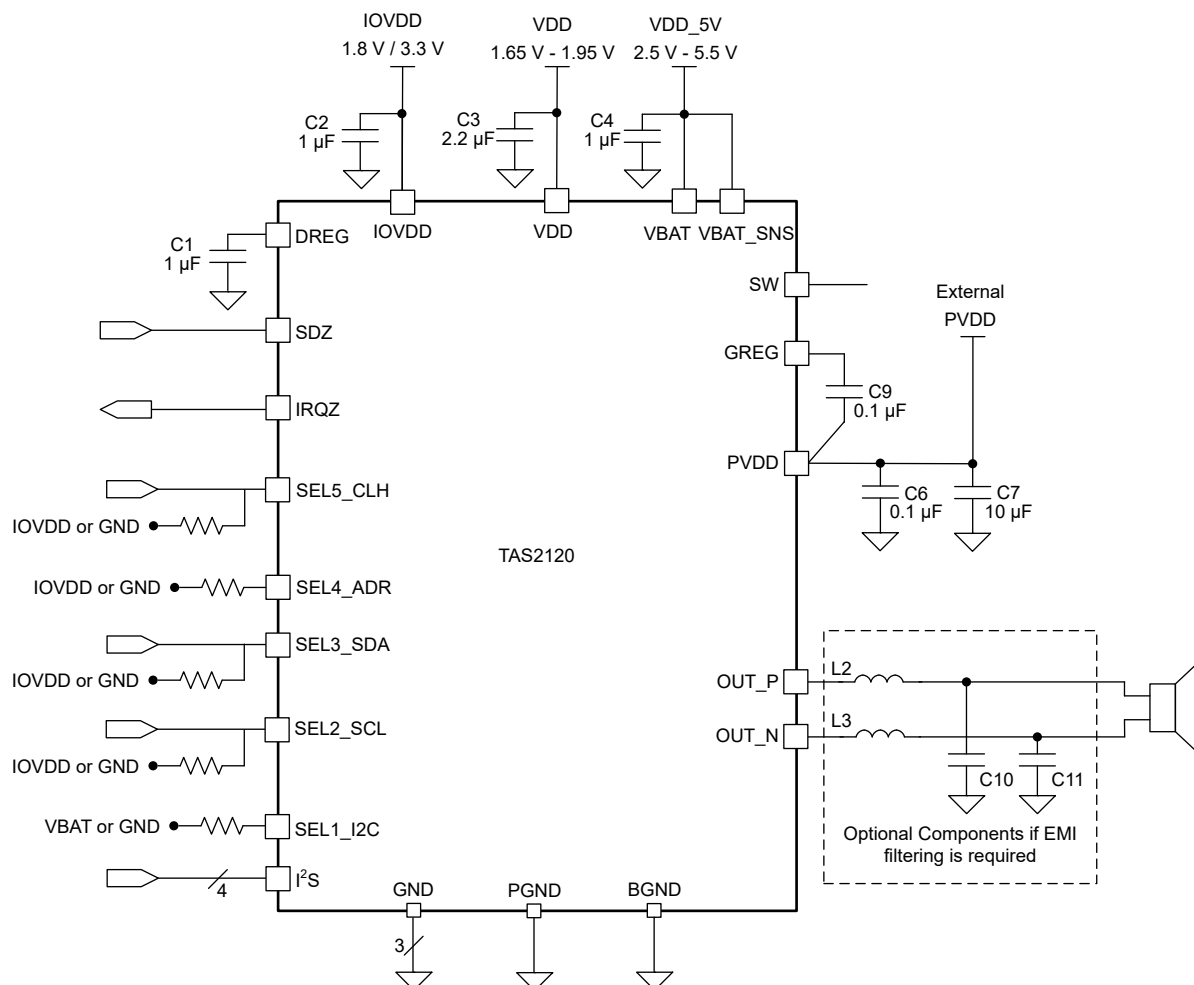 IOVDD
1.8 V / 3.3 V
VDD
1.65 V - 1.95 V
VDD_5V
2.5 V - 5.5 V
C2
1 µF
C3
2.2 µF
C4
1 µF
IOVDD
VDD
VBAT
VBAT_SNS
C1
1 µF
DREG
SW
External
PVDD
SDZ
GREG
C9
0.1 µF
IRQZ
PVDD
C6
0.1 µF
C7
10 µF
SEL5_CLH
IOVDD or GND
TAS2120
IOVDD or GND
SEL4_ADR
SEL3_SDA
IOVDD or GND
OUT_P
L2
SEL2_SCL
OUT_N
L3
IOVDD or GND
C10
C11
VBAT or GND
SEL1_I2C
Optional Components if EMI
filtering is required
4
I²S
GND
PGND
BGND
3